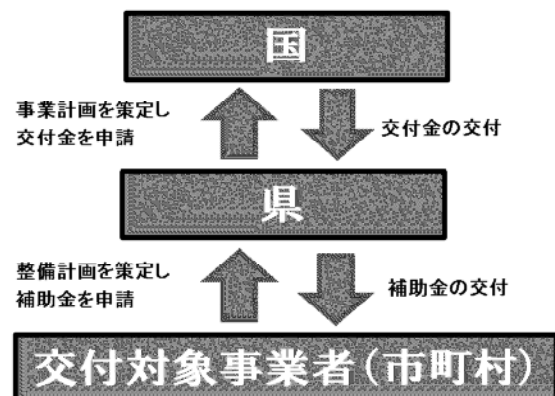 国
事業計画を策定し
交付金を申請
交付金の交付
県
整備計画を策定し
補助金を申請
補助金の交付
交付対象事業者(市町村)